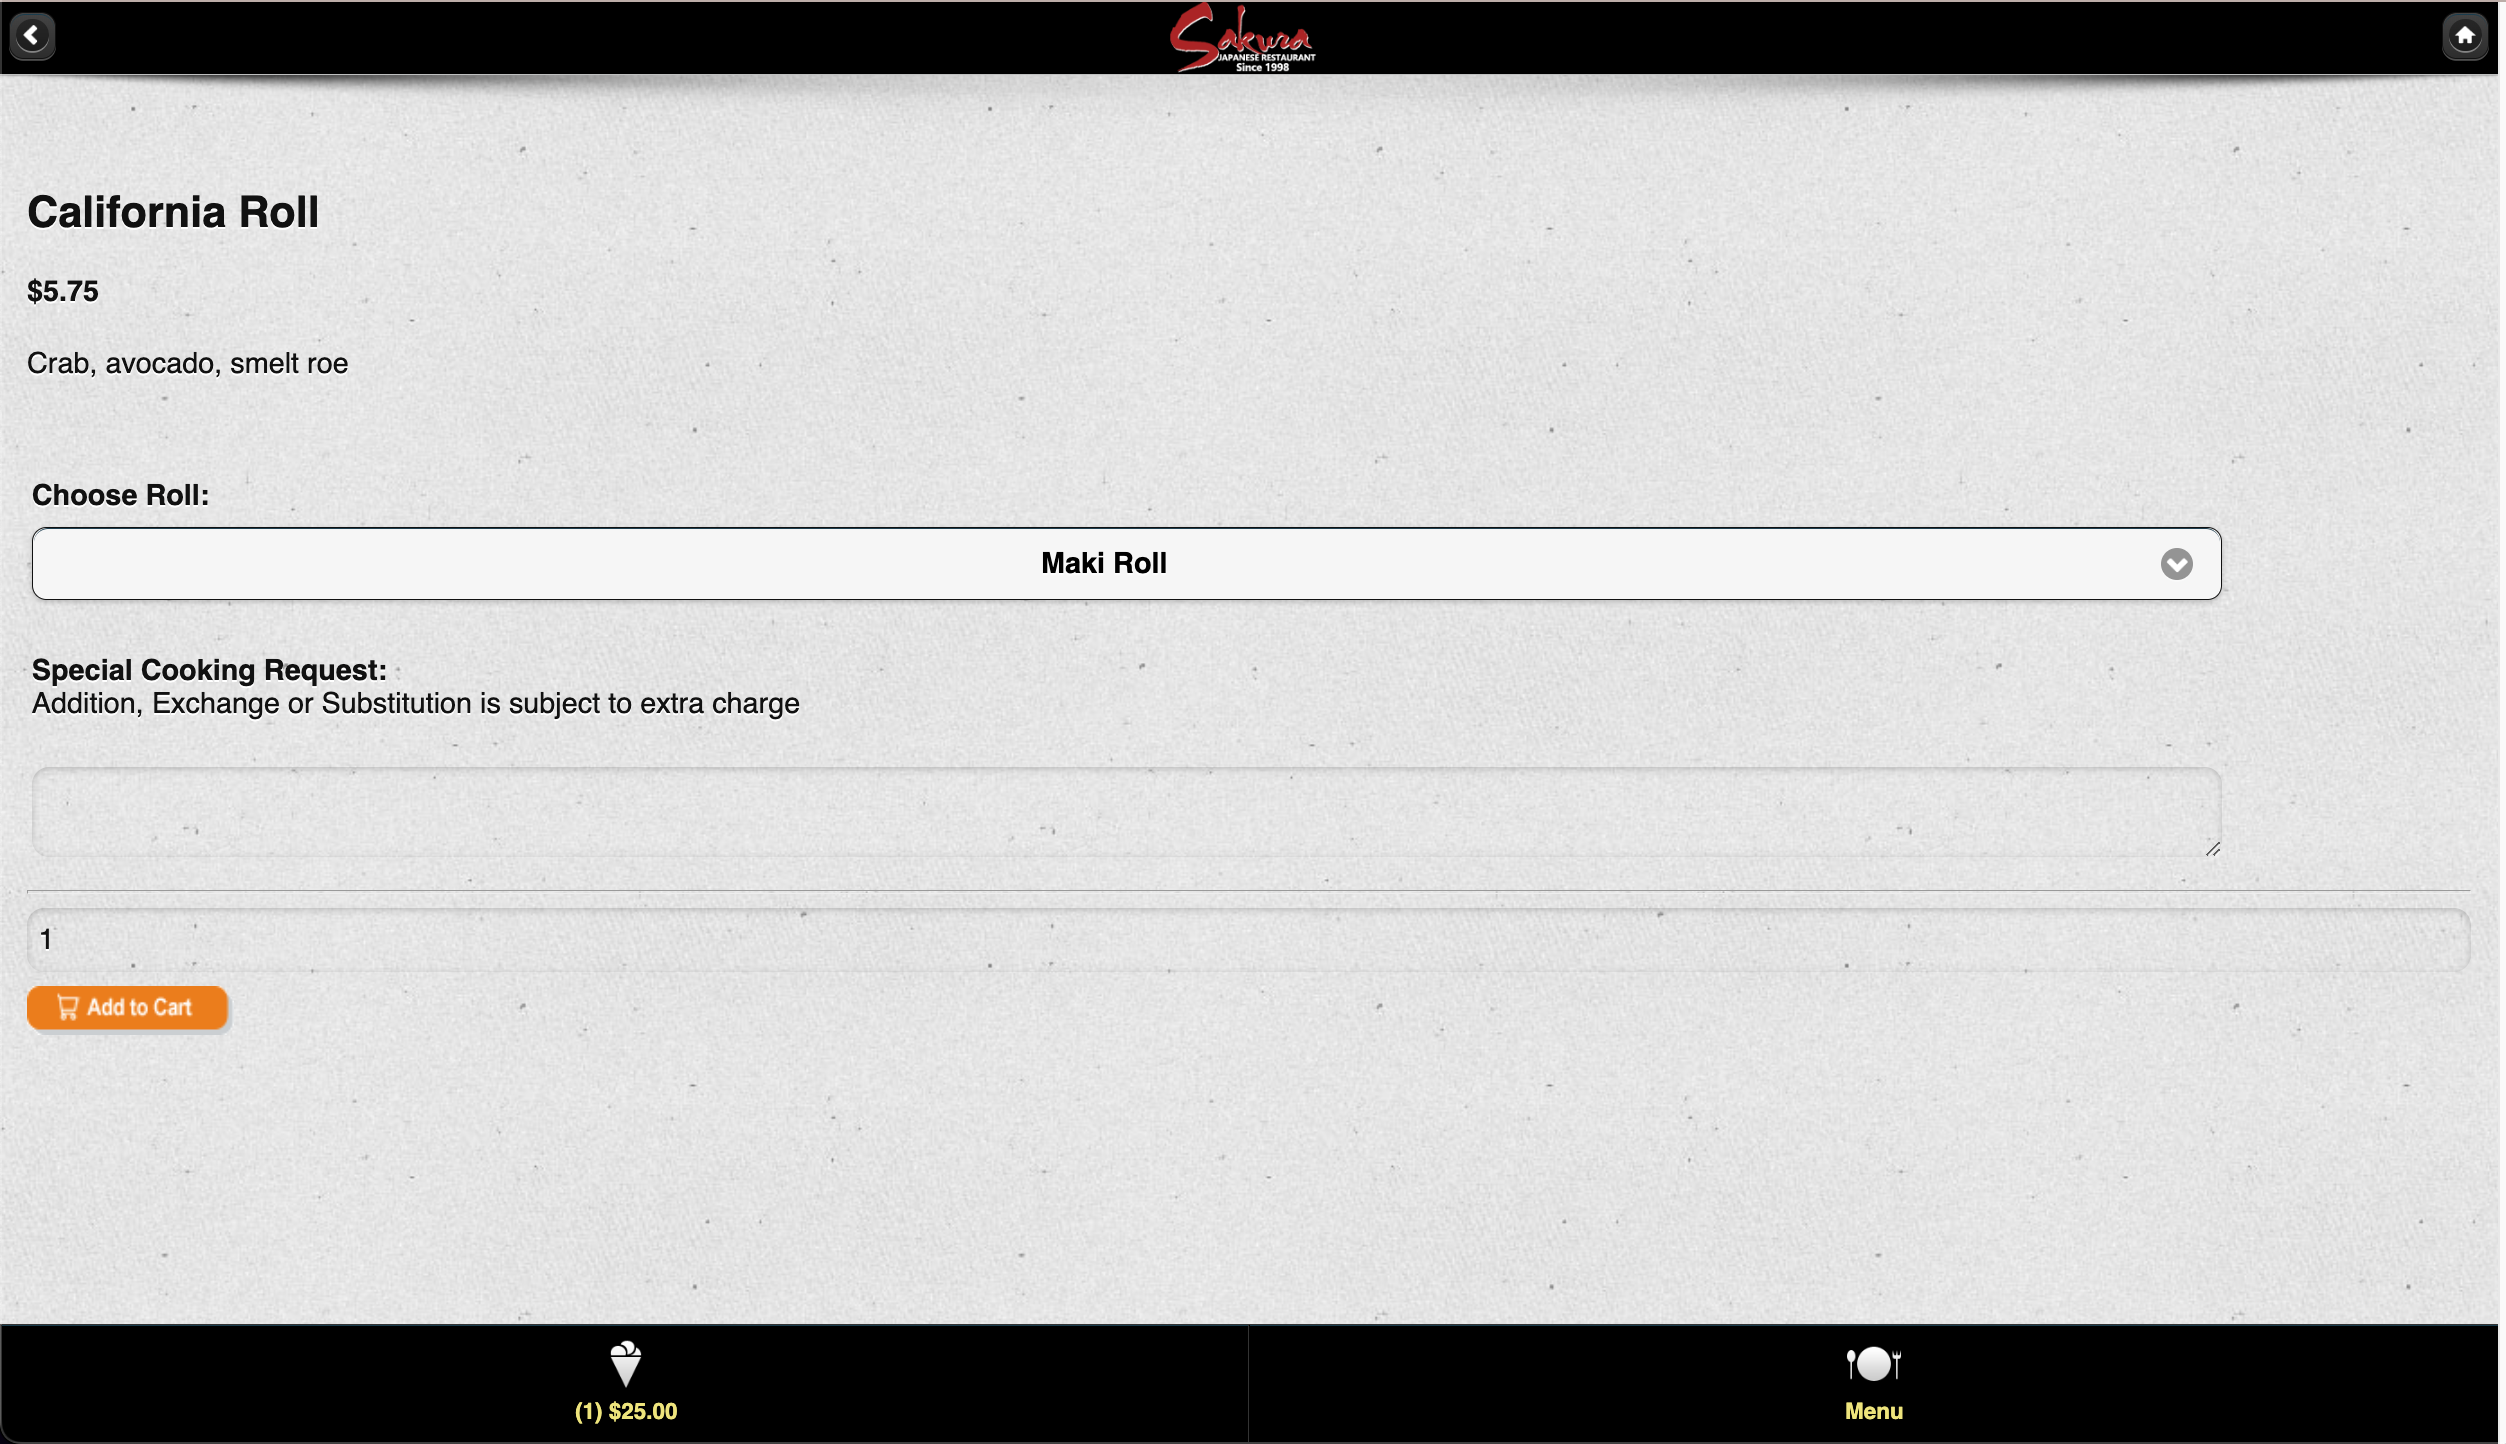 Sakura
JAPANESE RESTAURANT
Since 1998
California Roll
$5.75
Crab, avocado, smelt roe
Choose Roll:
Maki Roll
Special Cooking Request:
Addition, Exchange or Substitution is subject to extra charge
1
Add to Cart
(1) $25.00
Menu